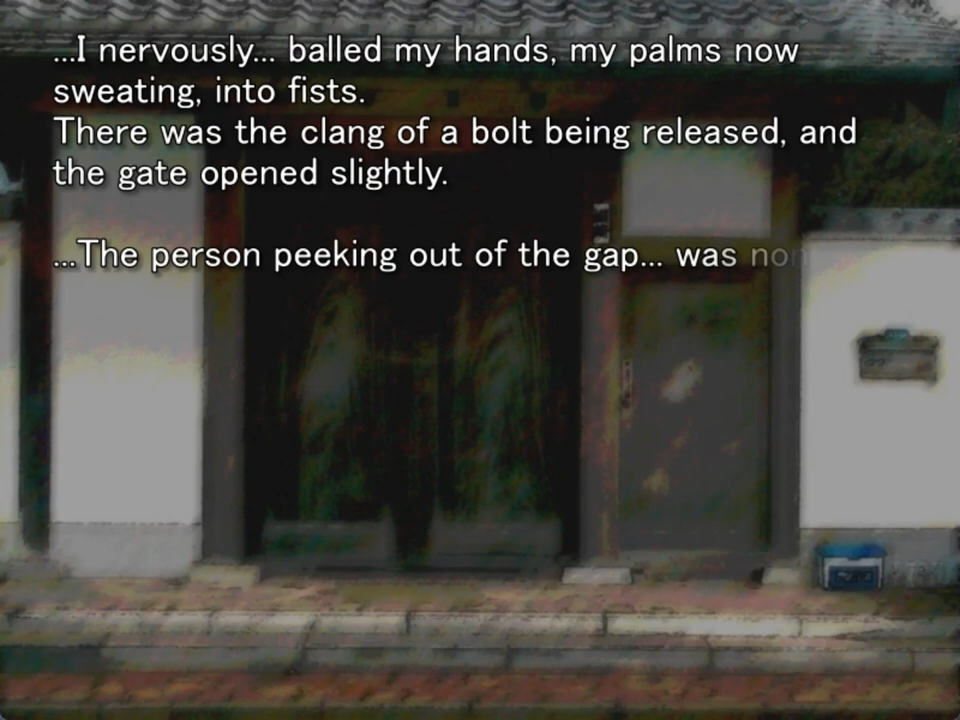 ...I nervously... balled my hands, my palms now
sweating, into fists.
There was the clang of a bolt being released, and
the gate opened slightly.
...The person peeking out of the gap... was non